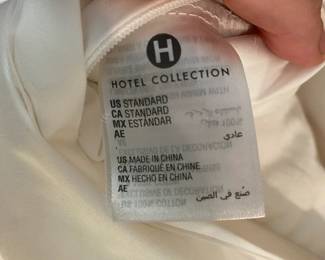 H
HOTEL COLLECTION
US STANDARD
CA STANDARD
MX ESTÁNDAR
AE عادي
US MADE IN CHINA
CA FABRIQUÉ EN CHINE
MX HECHO EN CHINA
AE صنع في الصين